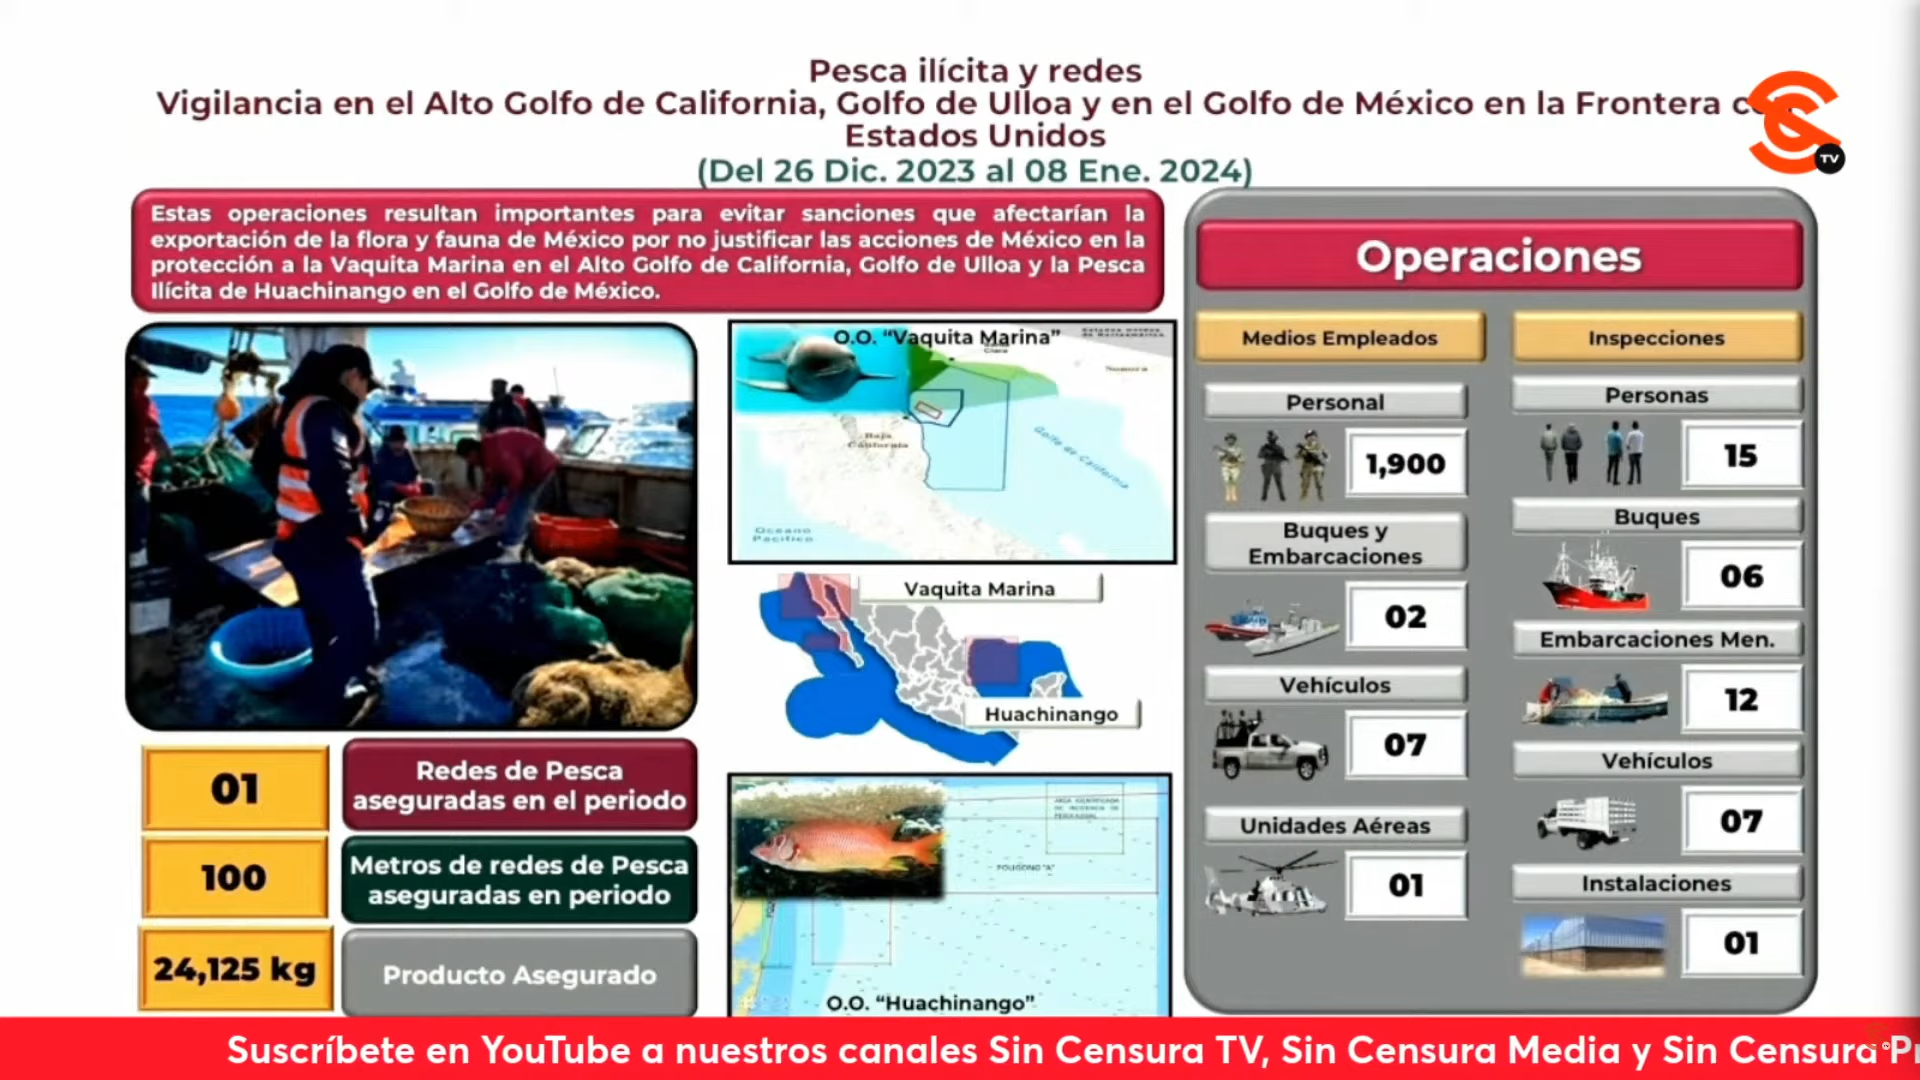 Pesca ilícita y redes
Vigilancia en el Alto Golfo de California, Golfo de Ulloa y en el Golfo de México en la Frontera
Estados Unidos
(Del 26 Dic. 2023 al 08 Ene. 2024)
TV
Estas operaciones resultan importantes para evitar sanciones que afectarían la
exportación de la flora y fauna de México por no justificar las acciones de México en la
protección a la Vaquita Marina en el Alto Golfo de California, Golfo de Ulloa y la Pesca
Ilícita de Huachinango en el Golfo de México.
O.O. “Vaquita Marina”
Sonora
Baja
California
Golfo de California
Oceano
Pacífico
Vaquita Marina
Huachinango
POLIGONO "A"
O.O. “Huachinango”
01
Redes de Pesca
aseguradas en el periodo
100
Metros de redes de Pesca
aseguradas en periodo
24,125 kg
Producto Asegurado
Operaciones
Medios Empleados
Personal
1,900
Buques y
Embarcaciones
02
Vehículos
07
Unidades Aéreas
01
Inspecciones
Personas
15
Buques
06
Embarcaciones Men.
12
Vehículos
07
Instalaciones
01
Suscríbete en YouTube a nuestros canales Sin Censura TV, Sin Censura Media y Sin Censura